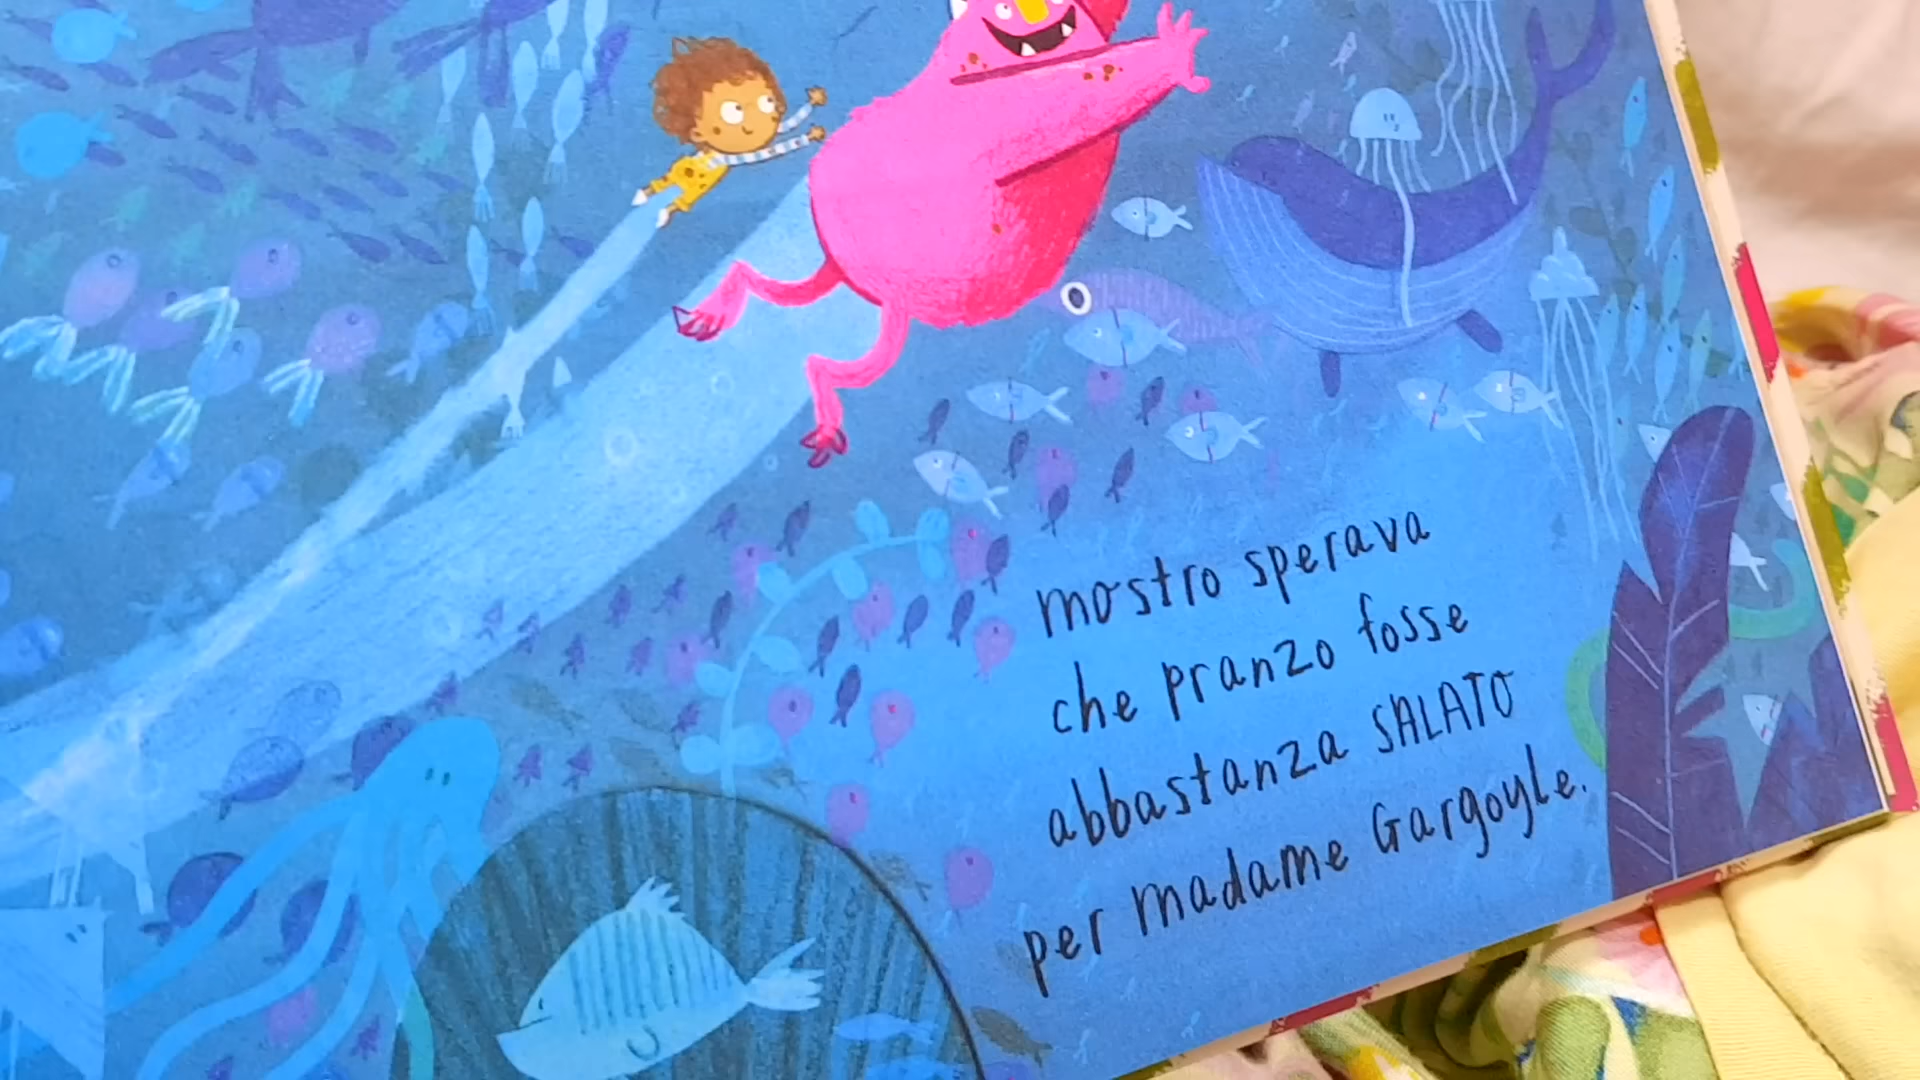 mostro sperava
che pranzo fosse
abbastanza SALATO
per madame Gargoyle.